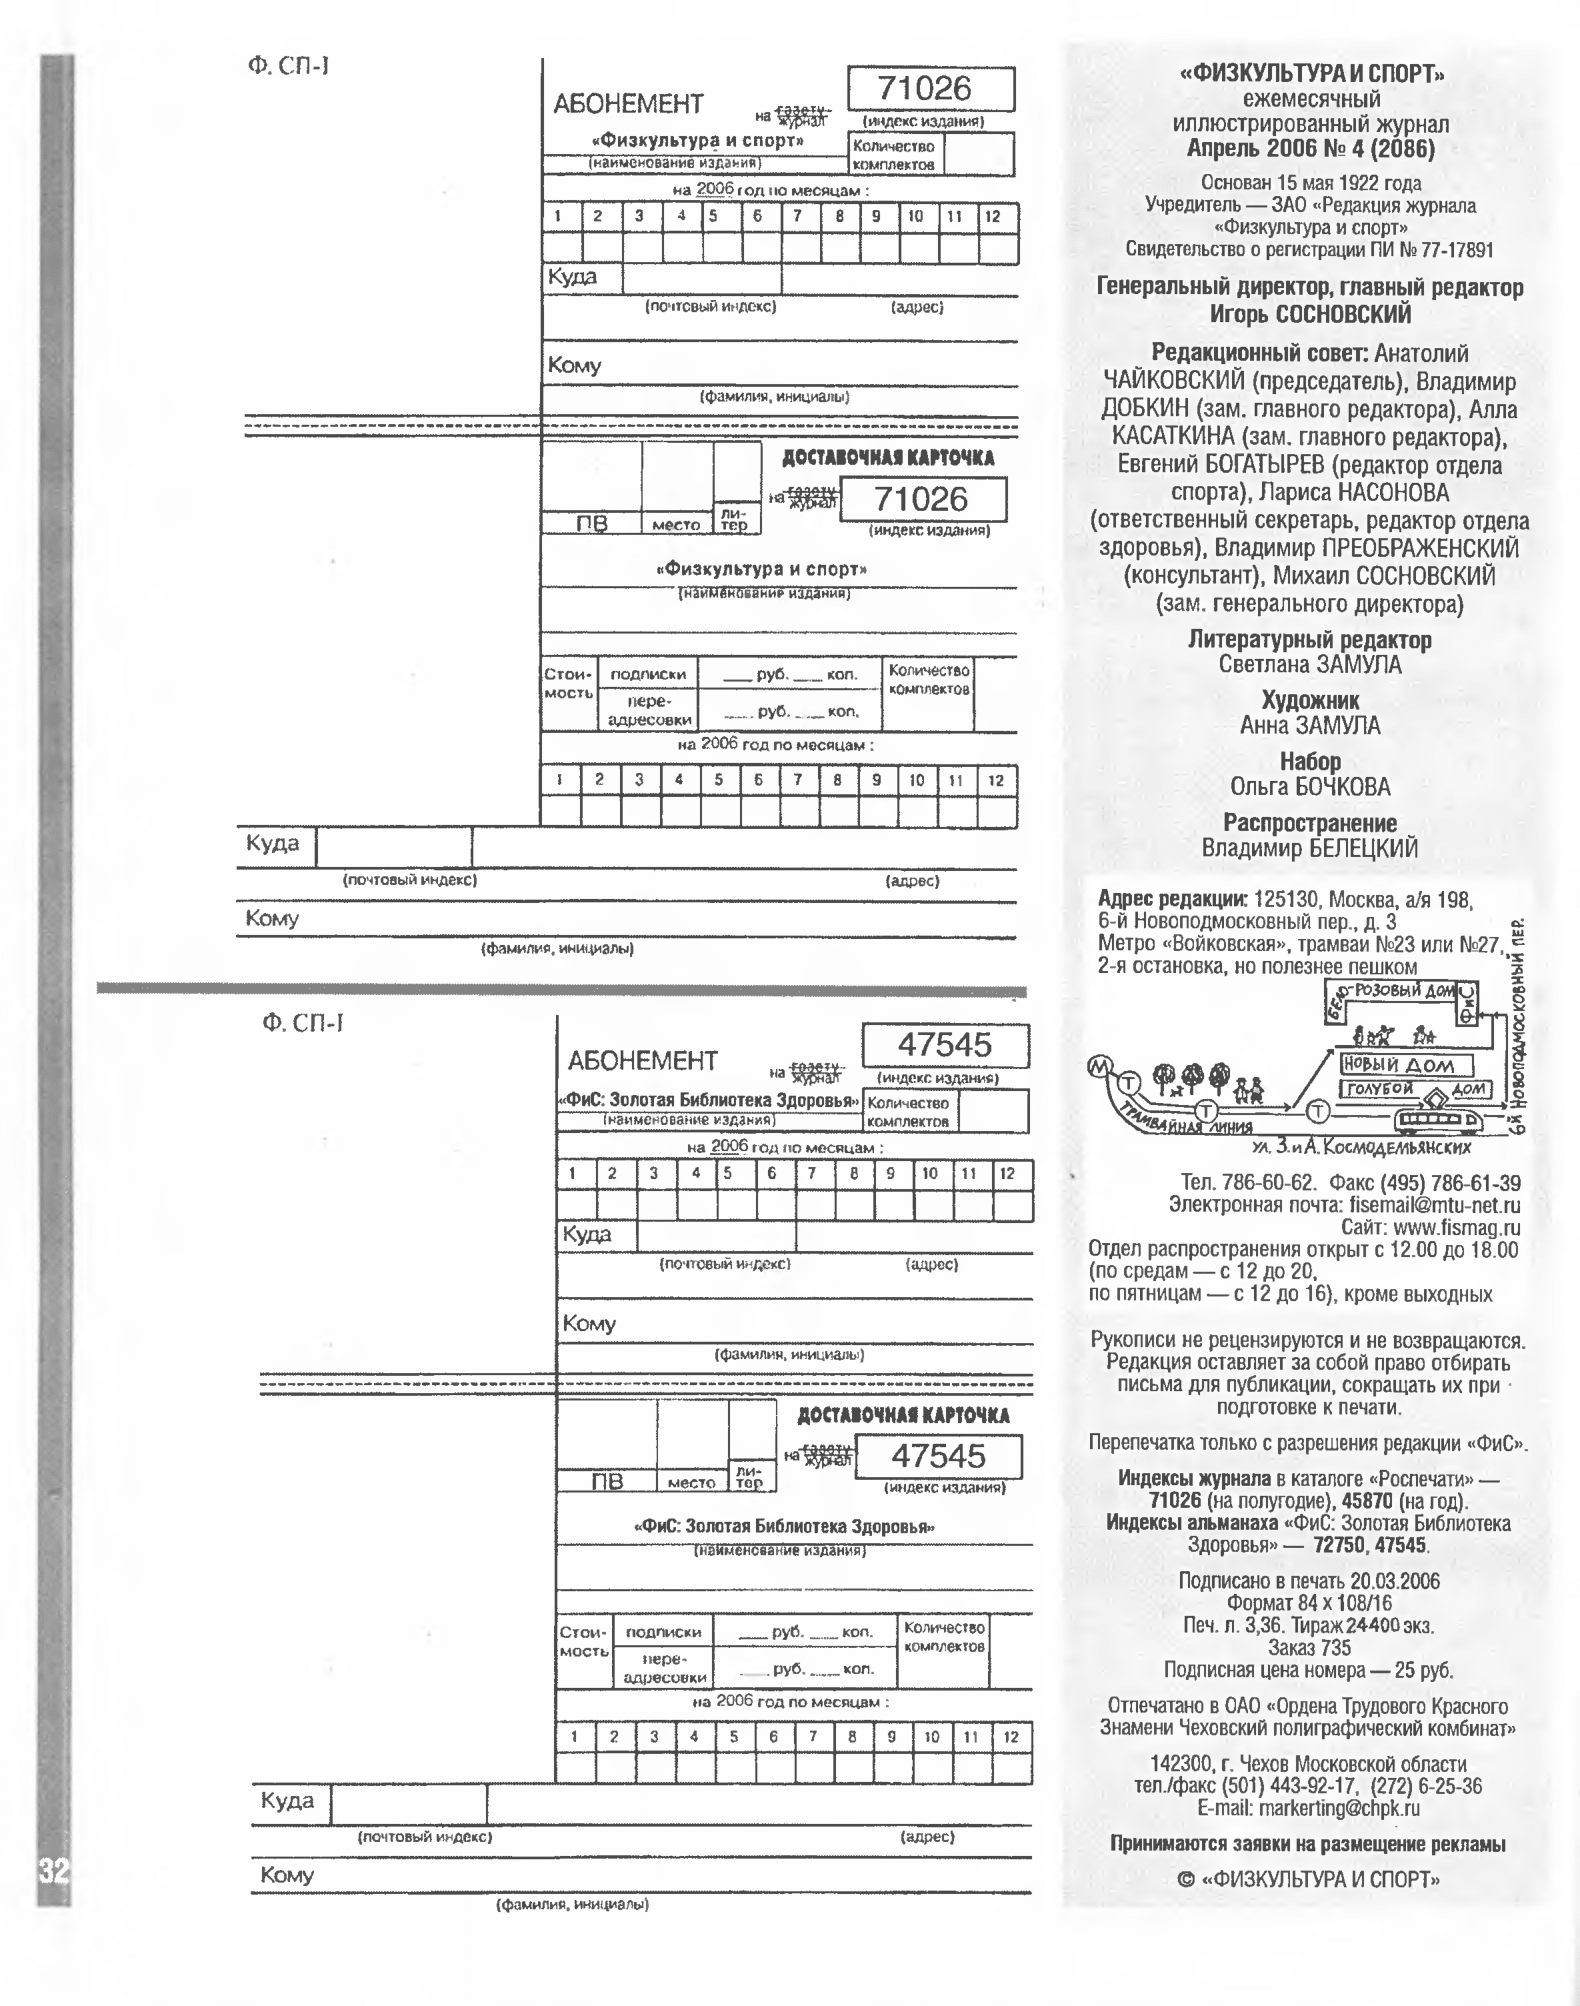 Ф. СП-1
АБОНЕМЕНТ на газету журнал
71026
(индекс издания)
«Физкультура и спорт»
(наименование издания)
Количество
комплектов
на 2006 год по месяцам :
1 2 3 4 5 6 7 8 9 10 11 12
Куда
(почтовый индекс) (адрес)
Кому
(фамилия, инициалы)
ДОСТАВОЧНАЯ КАРТОЧКА
на газету журнал
71026
(индекс издания)
ПВ место ли-
тер
«Физкультура и спорт»
(наименование издания)
Стои-
мость
подписки ___ руб. ___ коп.
пере-
адресовки ___ руб. ___ коп.
Количество
комплектов
на 2006 год по месяцам :
1 2 3 4 5 6 7 8 9 10 11 12
Куда
(почтовый индекс) (адрес)
Кому
(фамилия, инициалы)
Ф. СП-1
АБОНЕМЕНТ на газету журнал
47545
(индекс издания)
«ФиС: Золотая Библиотека Здоровья»
(наименование издания)
Количество
комплектов
на 2006 год по месяцам :
1 2 3 4 5 6 7 8 9 10 11 12
Куда
(почтовый индекс) (адрес)
Кому
(фамилия, инициалы)
ДОСТАВОЧНАЯ КАРТОЧКА
на газету журнал
47545
(индекс издания)
ПВ место ли-
тер
«ФиС: Золотая Библиотека Здоровья»
(наименование издания)
Стои-
мость
подписки ___ руб. ___ коп.
пере-
адресовки ___ руб. ___ коп.
Количество
комплектов
на 2006 год по месяцам :
1 2 3 4 5 6 7 8 9 10 11 12
Куда
(почтовый индекс) (адрес)
Кому
(фамилия, инициалы)
32
«ФИЗКУЛЬТУРА И СПОРТ»
ежемесячный
иллюстрированный журнал
Апрель 2006 № 4 (2086)
Основан 15 мая 1922 года
Учредитель — ЗАО «Редакция журнала
«Физкультура и спорт»
Свидетельство о регистрации ПИ № 77-17891
Генеральный директор, главный редактор
Игорь СОСНОВСКИЙ
Редакционный совет: Анатолий
ЧАЙКОВСКИЙ (председатель), Владимир
ДОБКИН (зам. главного редактора), Алла
КАСАТКИНА (зам. главного редактора),
Евгений БОГАТЫРЕВ (редактор отдела
спорта), Лариса НАСОНОВА
(ответственный секретарь, редактор отдела
здоровья), Владимир ПРЕОБРАЖЕНСКИЙ
(консультант), Михаил СОСНОВСКИЙ
(зам. генерального директора)
Литературный редактор
Светлана ЗАМУЛА
Художник
Анна ЗАМУЛА
Набор
Ольга БОЧКОВА
Распространение
Владимир БЕЛЕЦКИЙ
Адрес редакции: 125130, Москва, а/я 198,
6-й Новоподмосковный пер., д. 3
Метро «Войковская», трамваи №23 или №27,
2-я остановка, но полезнее пешком
БЕЛО-РОЗОВЫЙ ДОМ
ФиС
НОВЫЙ ДОМ
ГОЛУБОЙ ДОМ
М
Т
Т
Т
ТРАМВАЙНАЯ ЛИНИЯ
6й НОВОПОДМОСКОВНЫЙ ПЕР.
УЛ. З. и А. КОСМОДЕМЬЯНСКИХ
Тел. 786-60-62. Факс (495) 786-61-39
Электронная почта: fisemail@mtu-net.ru
Сайт: www.fismag.ru
Отдел распространения открыт с 12.00 до 18.00
(по средам — с 12 до 20,
по пятницам — с 12 до 16), кроме выходных
Рукописи не рецензируются и не возвращаются.
Редакция оставляет за собой право отбирать
письма для публикации, сокращать их при
подготовке к печати.
Перепечатка только с разрешения редакции «ФиС».
Индексы журнала в каталоге «Роспечати» —
71026 (на полугодие), 45870 (на год).
Индексы альманаха «ФиС: Золотая Библиотека
Здоровья» — 72750, 47545.
Подписано в печать 20.03.2006
Формат 84 х 108/16
Печ. л. 3,36. Тираж 24400 экз.
Заказ 735
Подписная цена номера — 25 руб.
Отпечатано в ОАО «Ордена Трудового Красного
Знамени Чеховский полиграфический комбинат»
142300, г. Чехов Московской области
тел./факс (501) 443-92-17, (272) 6-25-36
E-mail: markerting@chpk.ru
Принимаются заявки на размещение рекламы
© «ФИЗКУЛЬТУРА И СПОРТ»